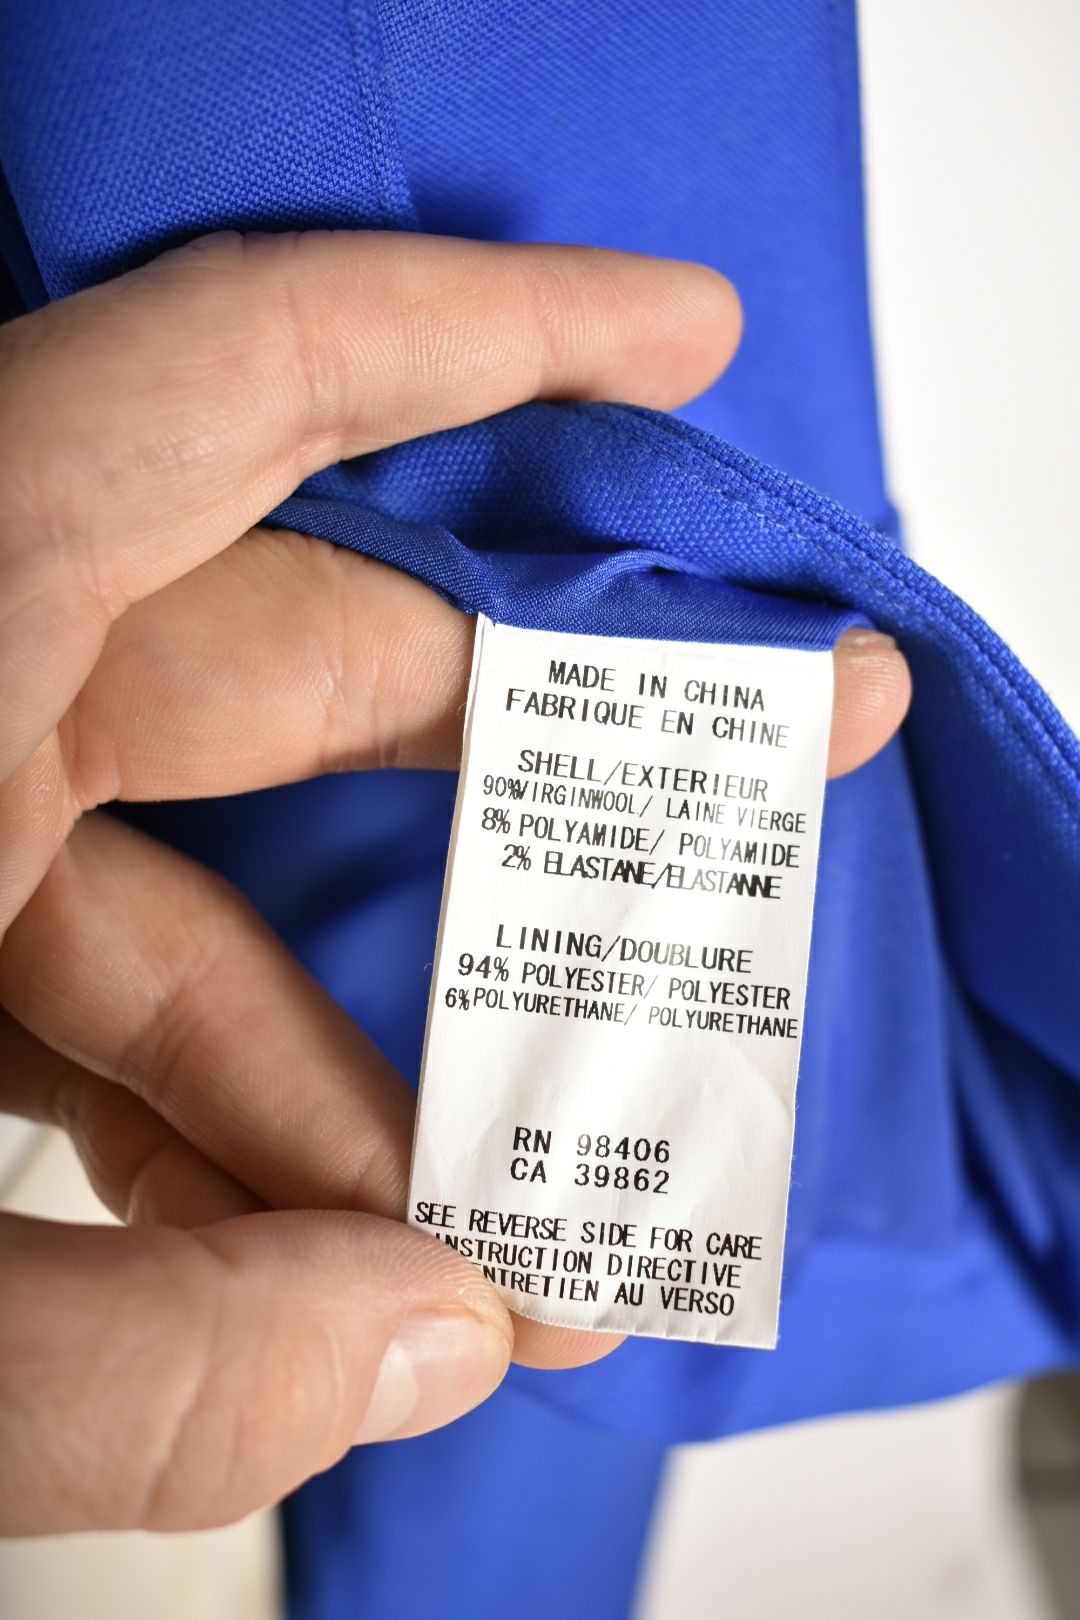 MADE IN CHINA
FABRIQUE EN CHINE
SHELL/EXTERIEUR
90%VIRGINWOOL/ LAINE VIERGE
8% POLYAMIDE/ POLYAMIDE
2% ELASTANE/ELASTANNE
LINING/DOUBLURE
94% POLYESTER/ POLYESTER
6%POLYURETHANE/ POLYURETHANE
RN 98406
CA 39862
SEE REVERSE SIDE FOR CARE
INSTRUCTION DIRECTIVE
ENTRETIEN AU VERSO